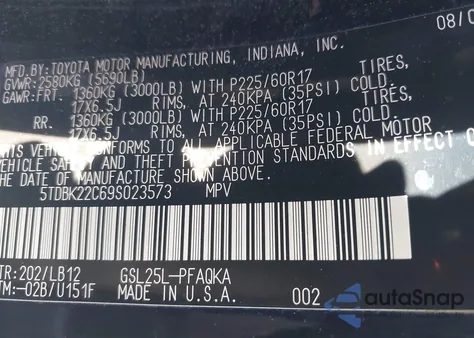 08/0
MFD.BY:TOYOTA MOTOR MANUFACTURING, INDIANA, INC.
GVWR:2580KG (5690LB)
GAWR:FRT. 1360KG (3000LB) WITH P225/60R17 TIRES,
17X6.5J RIMS, AT 240KPA (35PSI) COLD.
RR. 1360KG (3000LB) WITH P225/60R17 TIRES,
17X6.5J RIMS, AT 240KPA (35PSI) COLD.
THIS VEHICLE CONFORMS TO ALL APPLICABLE FEDERAL MOTOR
VEHICLE SAFETY AND THEFT PREVENTION STANDARDS IN EFFECT O
THE DATE OF MANUFACTURE SHOWN ABOVE.
5TDBK22C69S023573 MPV
TR:202/LB12 GSL25L-PFAQKA
TM:-02B/U151F MADE IN U.S.A. 002
autoSnap